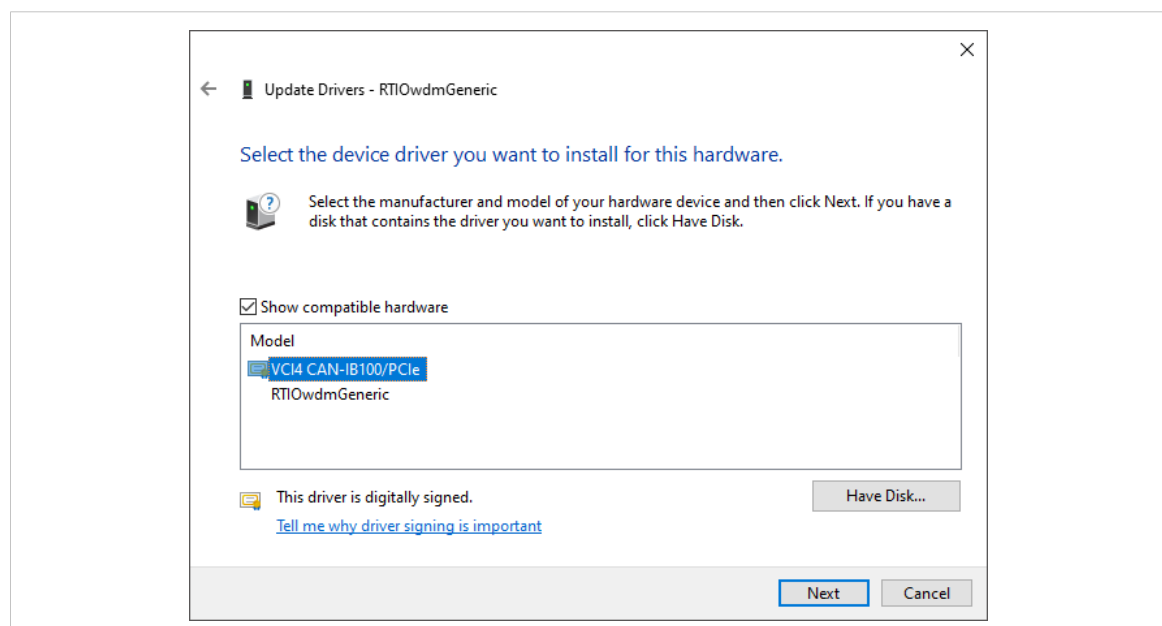 Update Drivers - RTIOwdmGeneric
Select the device driver you want to install for this hardware.
Select the manufacturer and model of your hardware device and then click Next. If you have a
disk that contains the driver you want to install, click Have Disk.
Show compatible hardware
Model
VCI4 CAN-IB100/PCIe
RTIOwdmGeneric
This driver is digitally signed.
Have Disk...
Tell me why driver signing is important
Next
Cancel